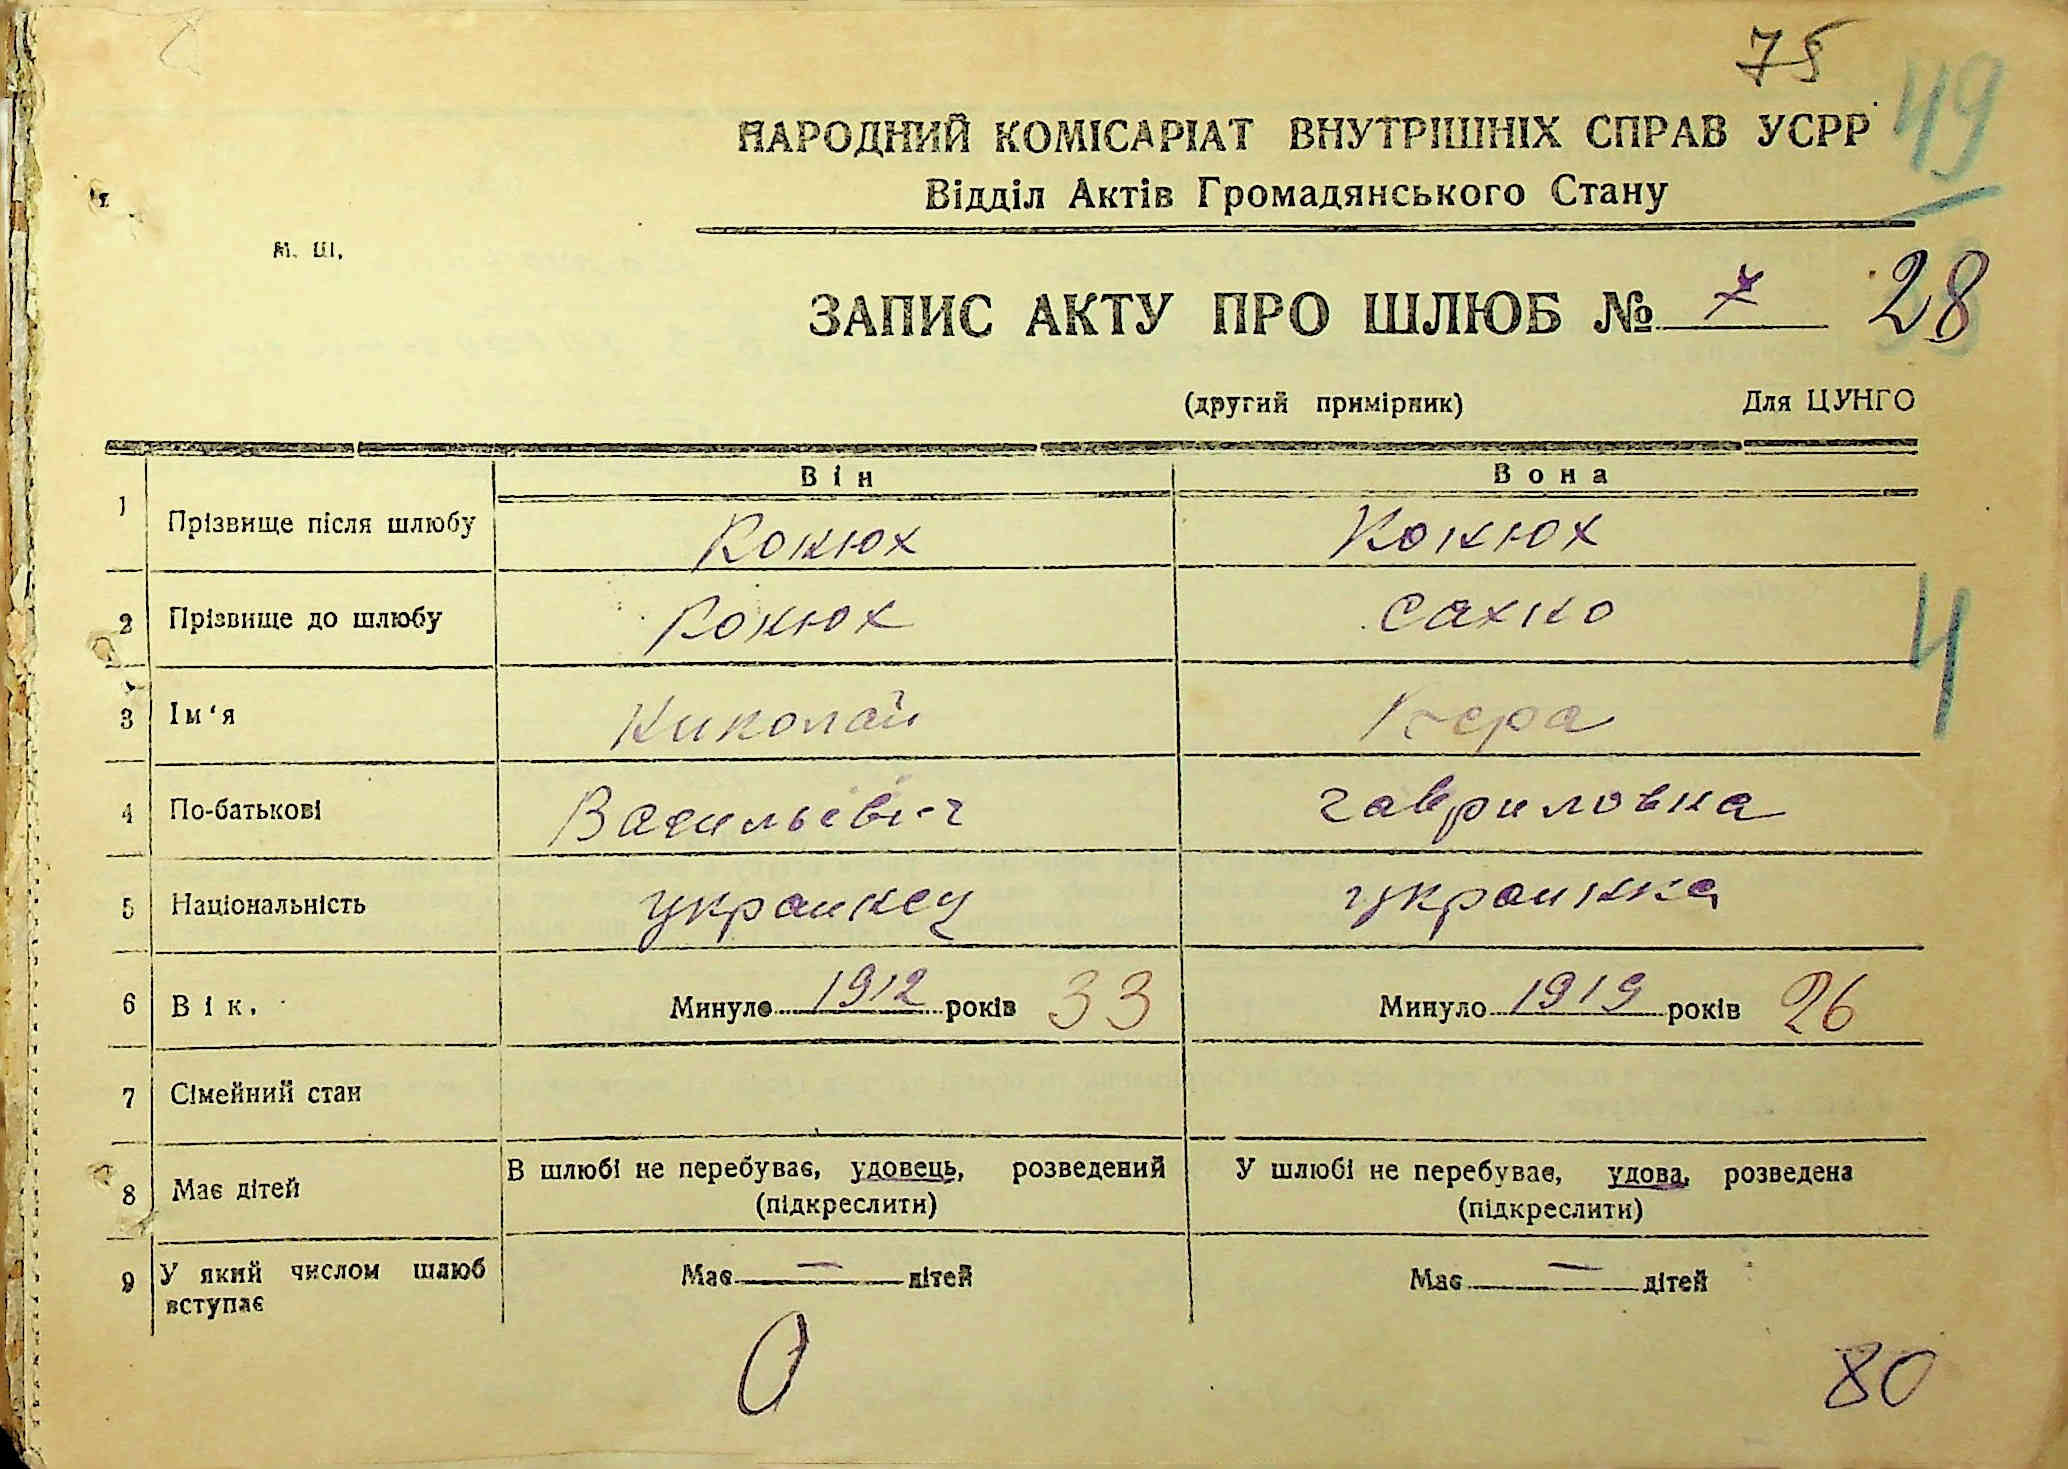 75
49
НАРОДНИЙ КОМІСАРІАТ ВНУТРІШНІХ СПРАВ УСРР
Відділ Актів Громадянського Стану
М. Ш.
ЗАПИС АКТУ ПРО ШЛЮБ № 7 28
(другий примірник) Для ЦУНГО
Він Вона
1 Прізвище після шлюбу Конюх Конюх
2 Прізвище до шлюбу Конюх Сахно
4
3 Ім'я Николай Вера
4 По-батькові Васильевич Гавриловна
5 Національність украинец украинка
6 Вік. Минуло 1912 років 33 Минуло 1919 років 26
7 Сімейний стан
8 Має дітей В шлюбі не перебуває, удовець, розведений У шлюбі не перебуває, удова, розведена
(підкреслити) (підкреслити)
9 У який числом шлюб Має — дітей Має — дітей
вступає
0
80